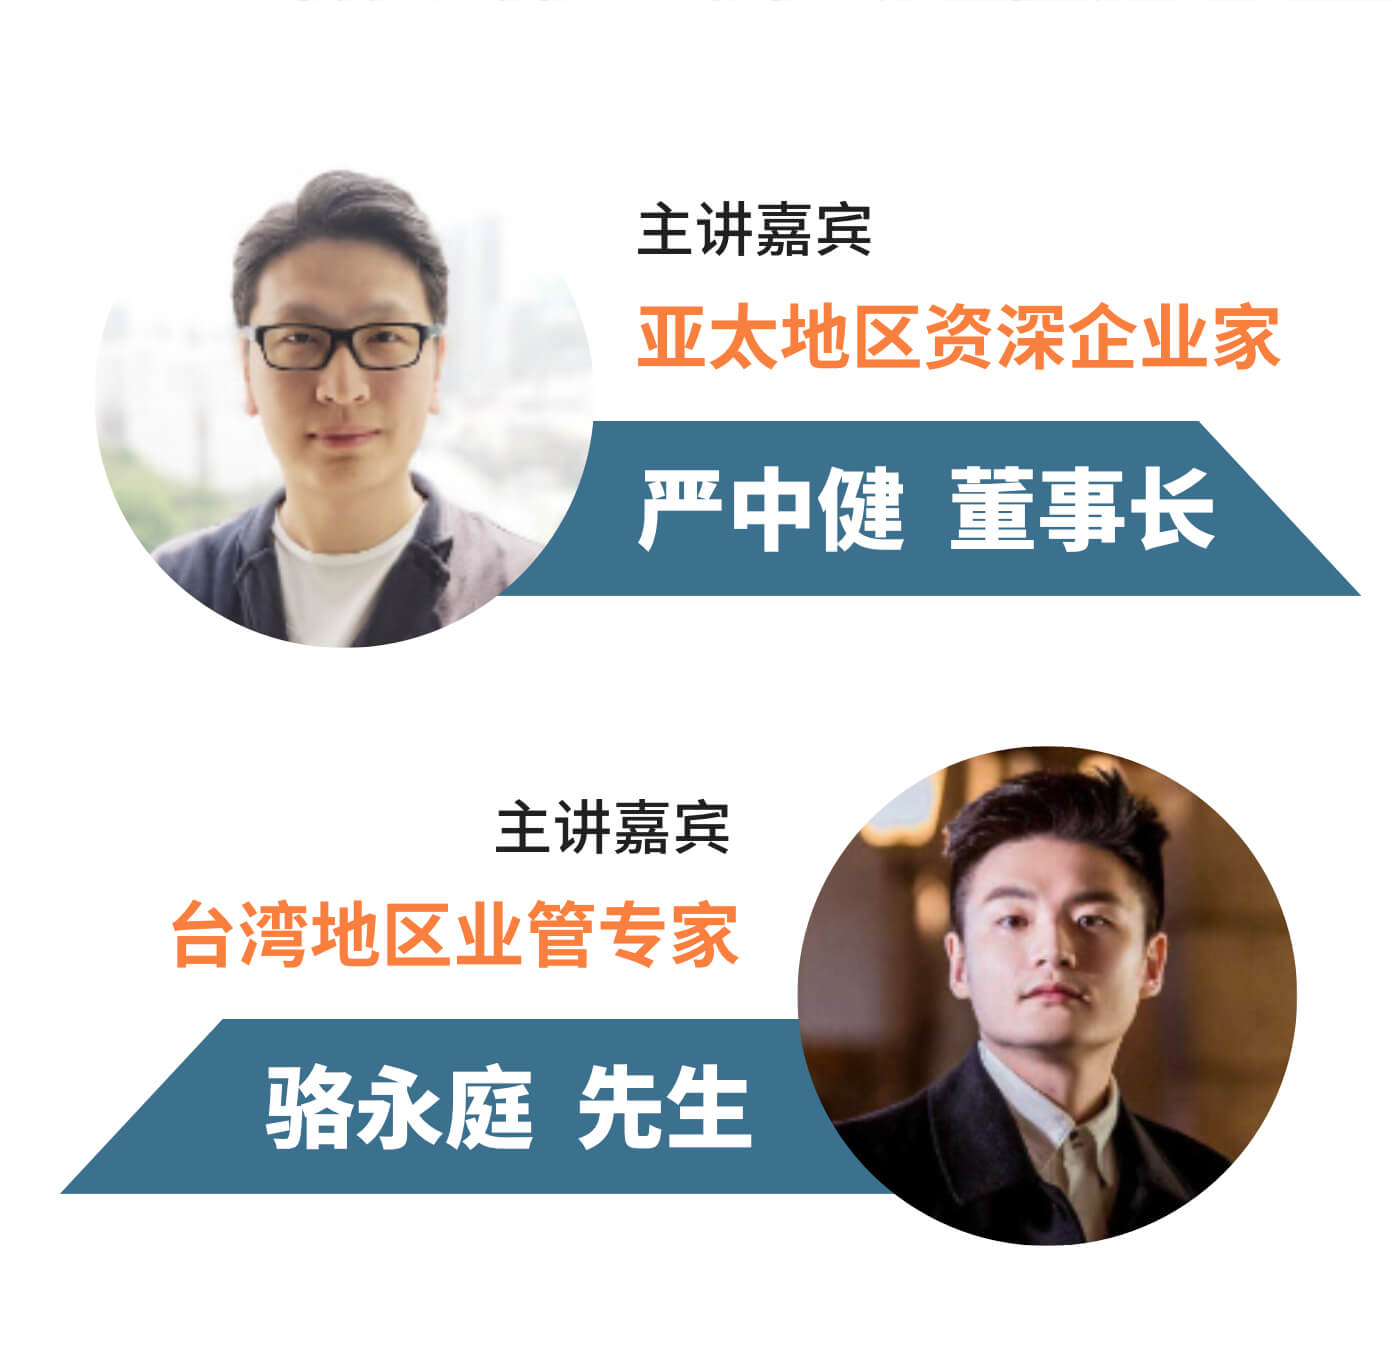 主讲嘉宾
亚太地区资深企业家
严中健 董事长
主讲嘉宾
台湾地区业管专家
骆永庭 先生